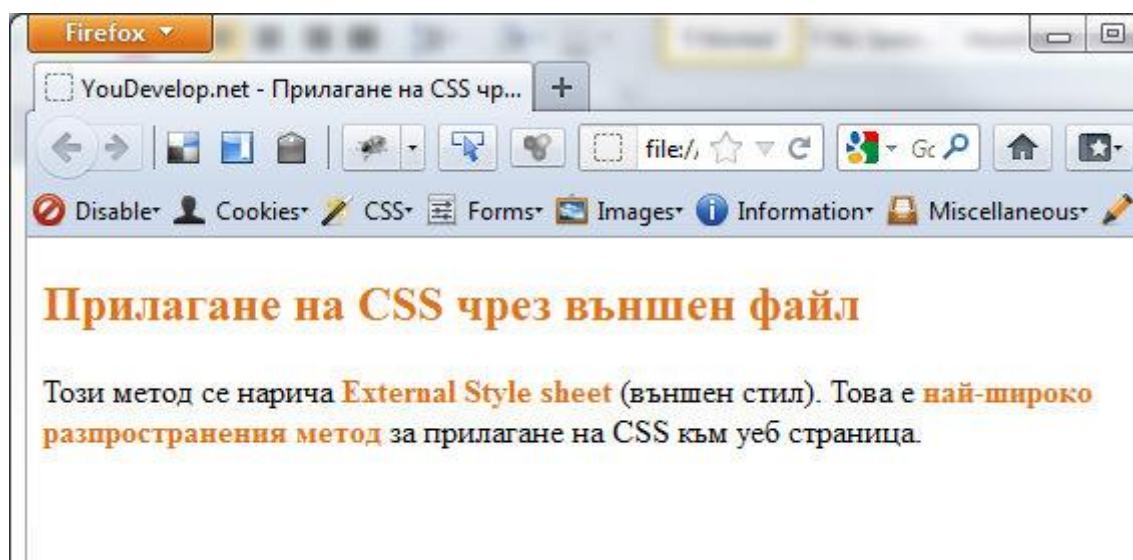 Firefox
YouDevelop.net - Прилагане на CSS чр...
file:/,
Gc
Disable Cookies CSS Forms Images Information Miscellaneous
Прилагане на CSS чрез външен файл
Този метод се нарича External Style sheet (външен стил). Това е най-широко
разпространения метод за прилагане на CSS към уеб страница.